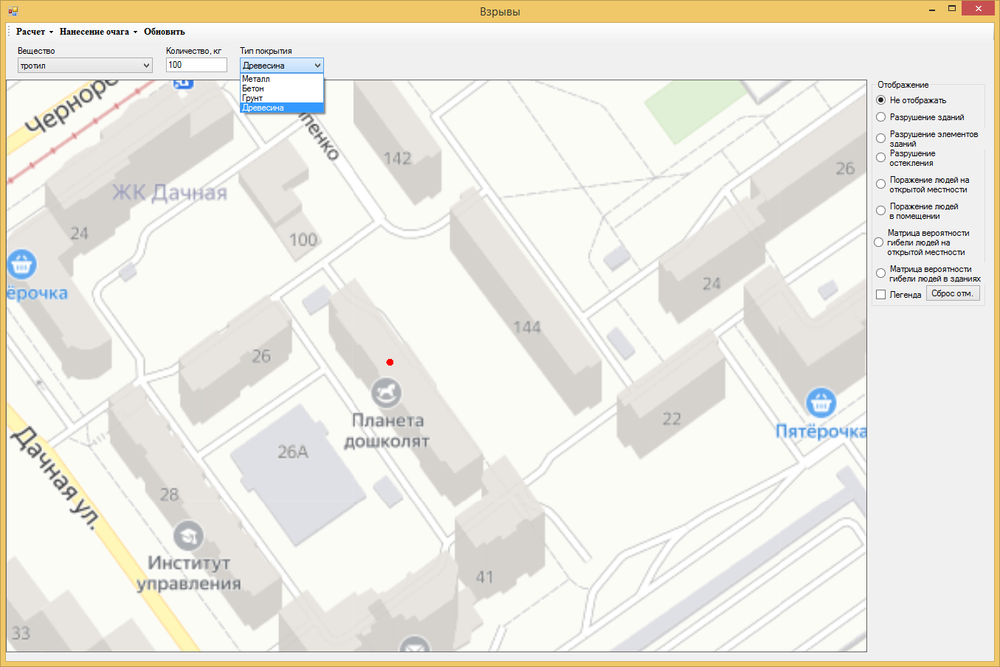 Взрывы
Расчет
Нанесение очага
Обновить
Вещество
Количество, кг
Тип покрытия
тротил
100
Древесина
Металл
Бетон
Грунт
Древесина
142
26
ЖК Дачная
24
100
ёрочка
24
144
26
22
Планета
дошколят
Пятёрочка
26А
Дачная ул.
28
Институт
управления
41
33
Отображение
Не отображать
Разрушение зданий
Разрушение элементов
зданий
Разрушение
остекления
Поражение людей на
открытой местности
Поражение людей
в помещении
Матрица вероятности
гибели людей на
открытой местности
Матрица вероятности
гибели людей в зданиях
Легенда
Сброс отм.